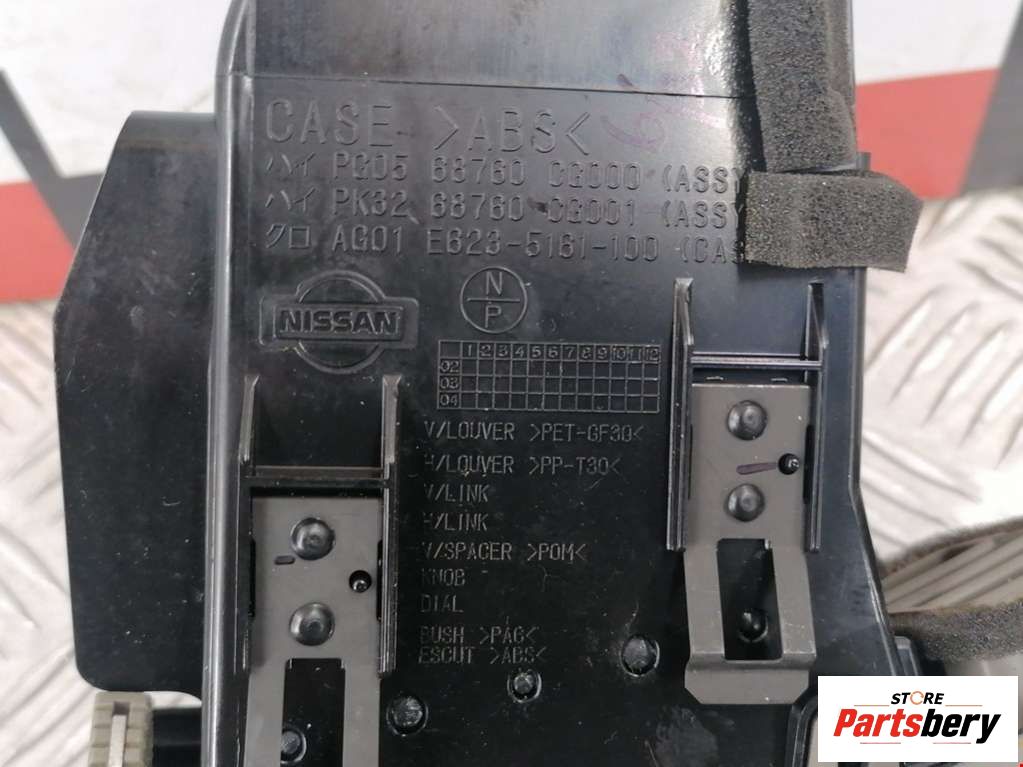 CASE >ABS<
ハイ PG05 68760 CG000 (ASSY
ハイ PK32 68760 CG001 (ASSY
クロ AG01 E623-5161-100 (CAS
NISSAN
N
P
1 2 3 4 5 6 7 8 9 10 11 12
02
03
04
V/LOUVER >PET-GF30<
H/LOUVER >PP-T30<
V/LINK
H/LINK
V/SPACER >POM<
KNOB
DIAL
BUSH >PAG<
ESCUT >ABS<
STORE
Partsbery